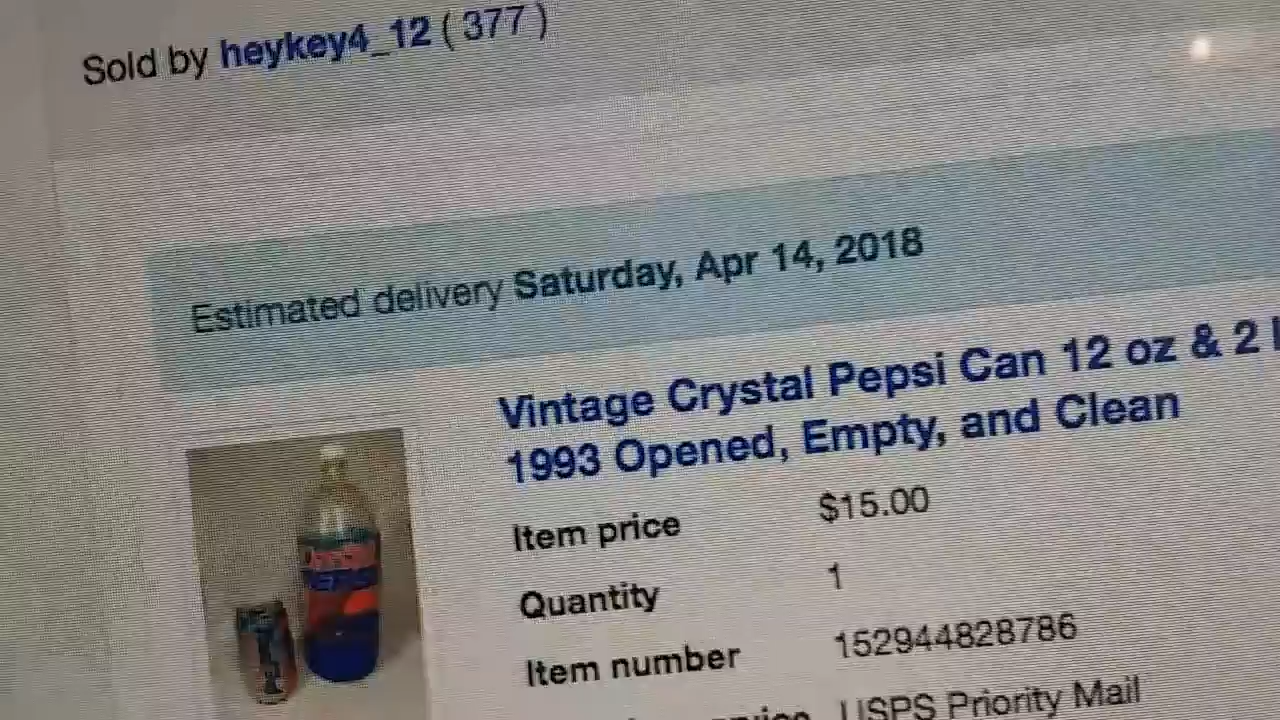 Sold by heykey4_12 ( 377 )
Estimated delivery Saturday, Apr 14, 2018
Vintage Crystal Pepsi Can 12 oz & 2
1993 Opened, Empty, and Clean
Item price $15.00
Quantity 1
Item number 152944828786
USPS Priority Mail
PEPSI